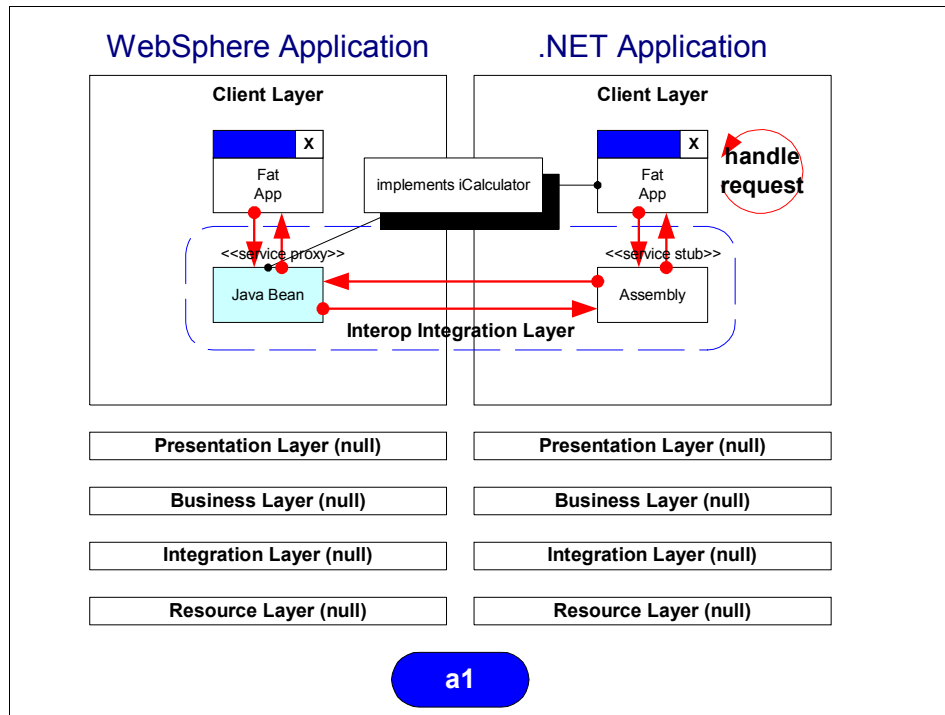 WebSphere Application
.NET Application
Client Layer
Client Layer
X
X
Fat
App
implements iCalculator
Fat
App
handle
request
<<service proxy>>
<<service stub>>
Java Bean
Assembly
Interop Integration Layer
Presentation Layer (null)
Presentation Layer (null)
Business Layer (null)
Business Layer (null)
Integration Layer (null)
Integration Layer (null)
Resource Layer (null)
Resource Layer (null)
a1